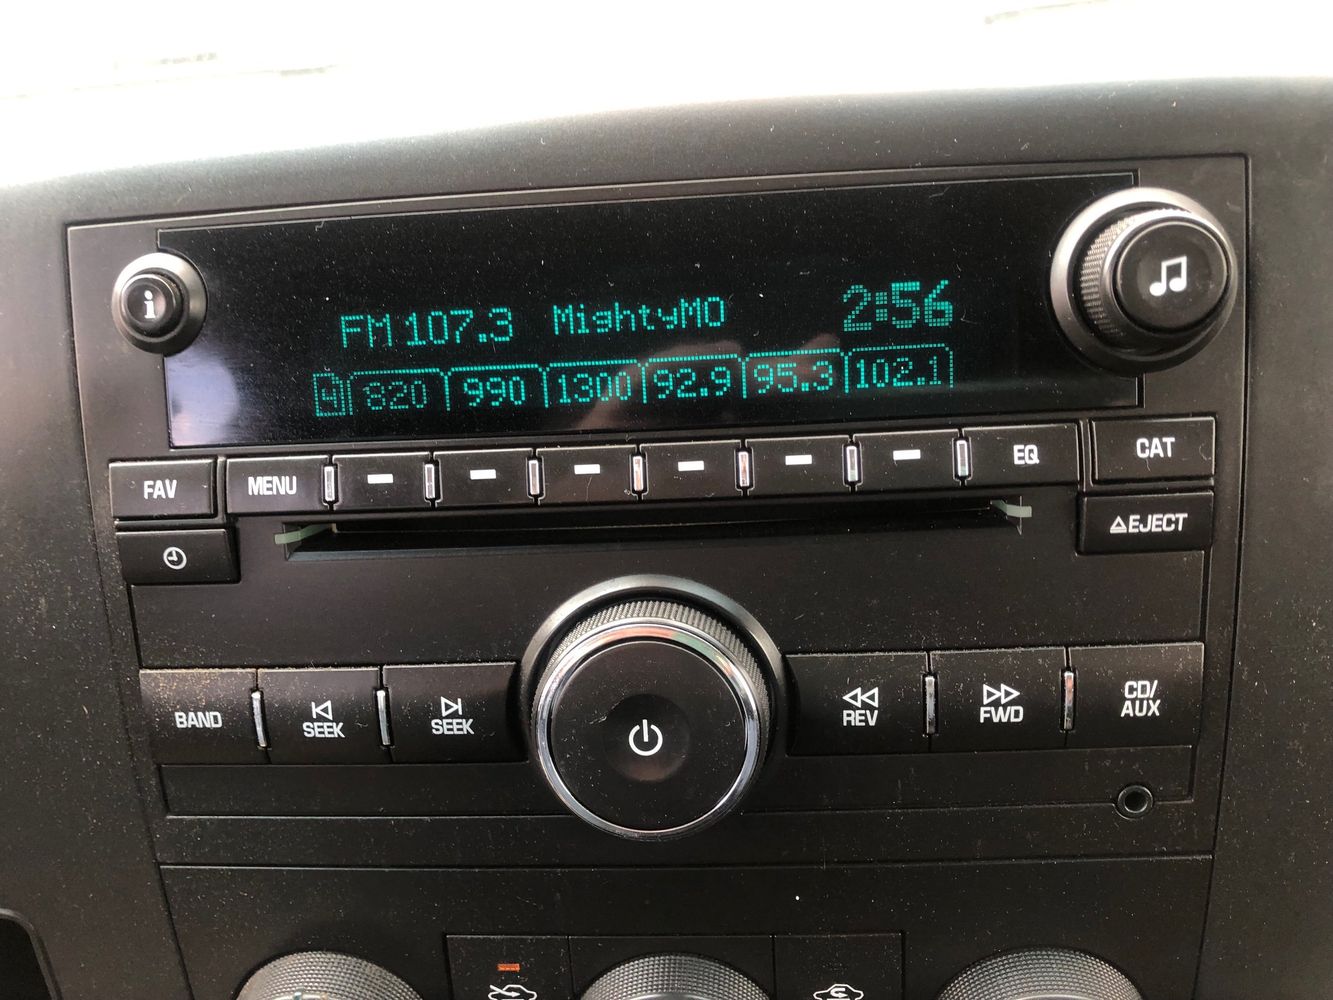 FM 107.3 MightyMO 2:56
4 820 990 1300 92.9 95.3 102.1
FAV MENU EQ CAT
EJECT
BAND SEEK SEEK REV FWD CD/
AUX